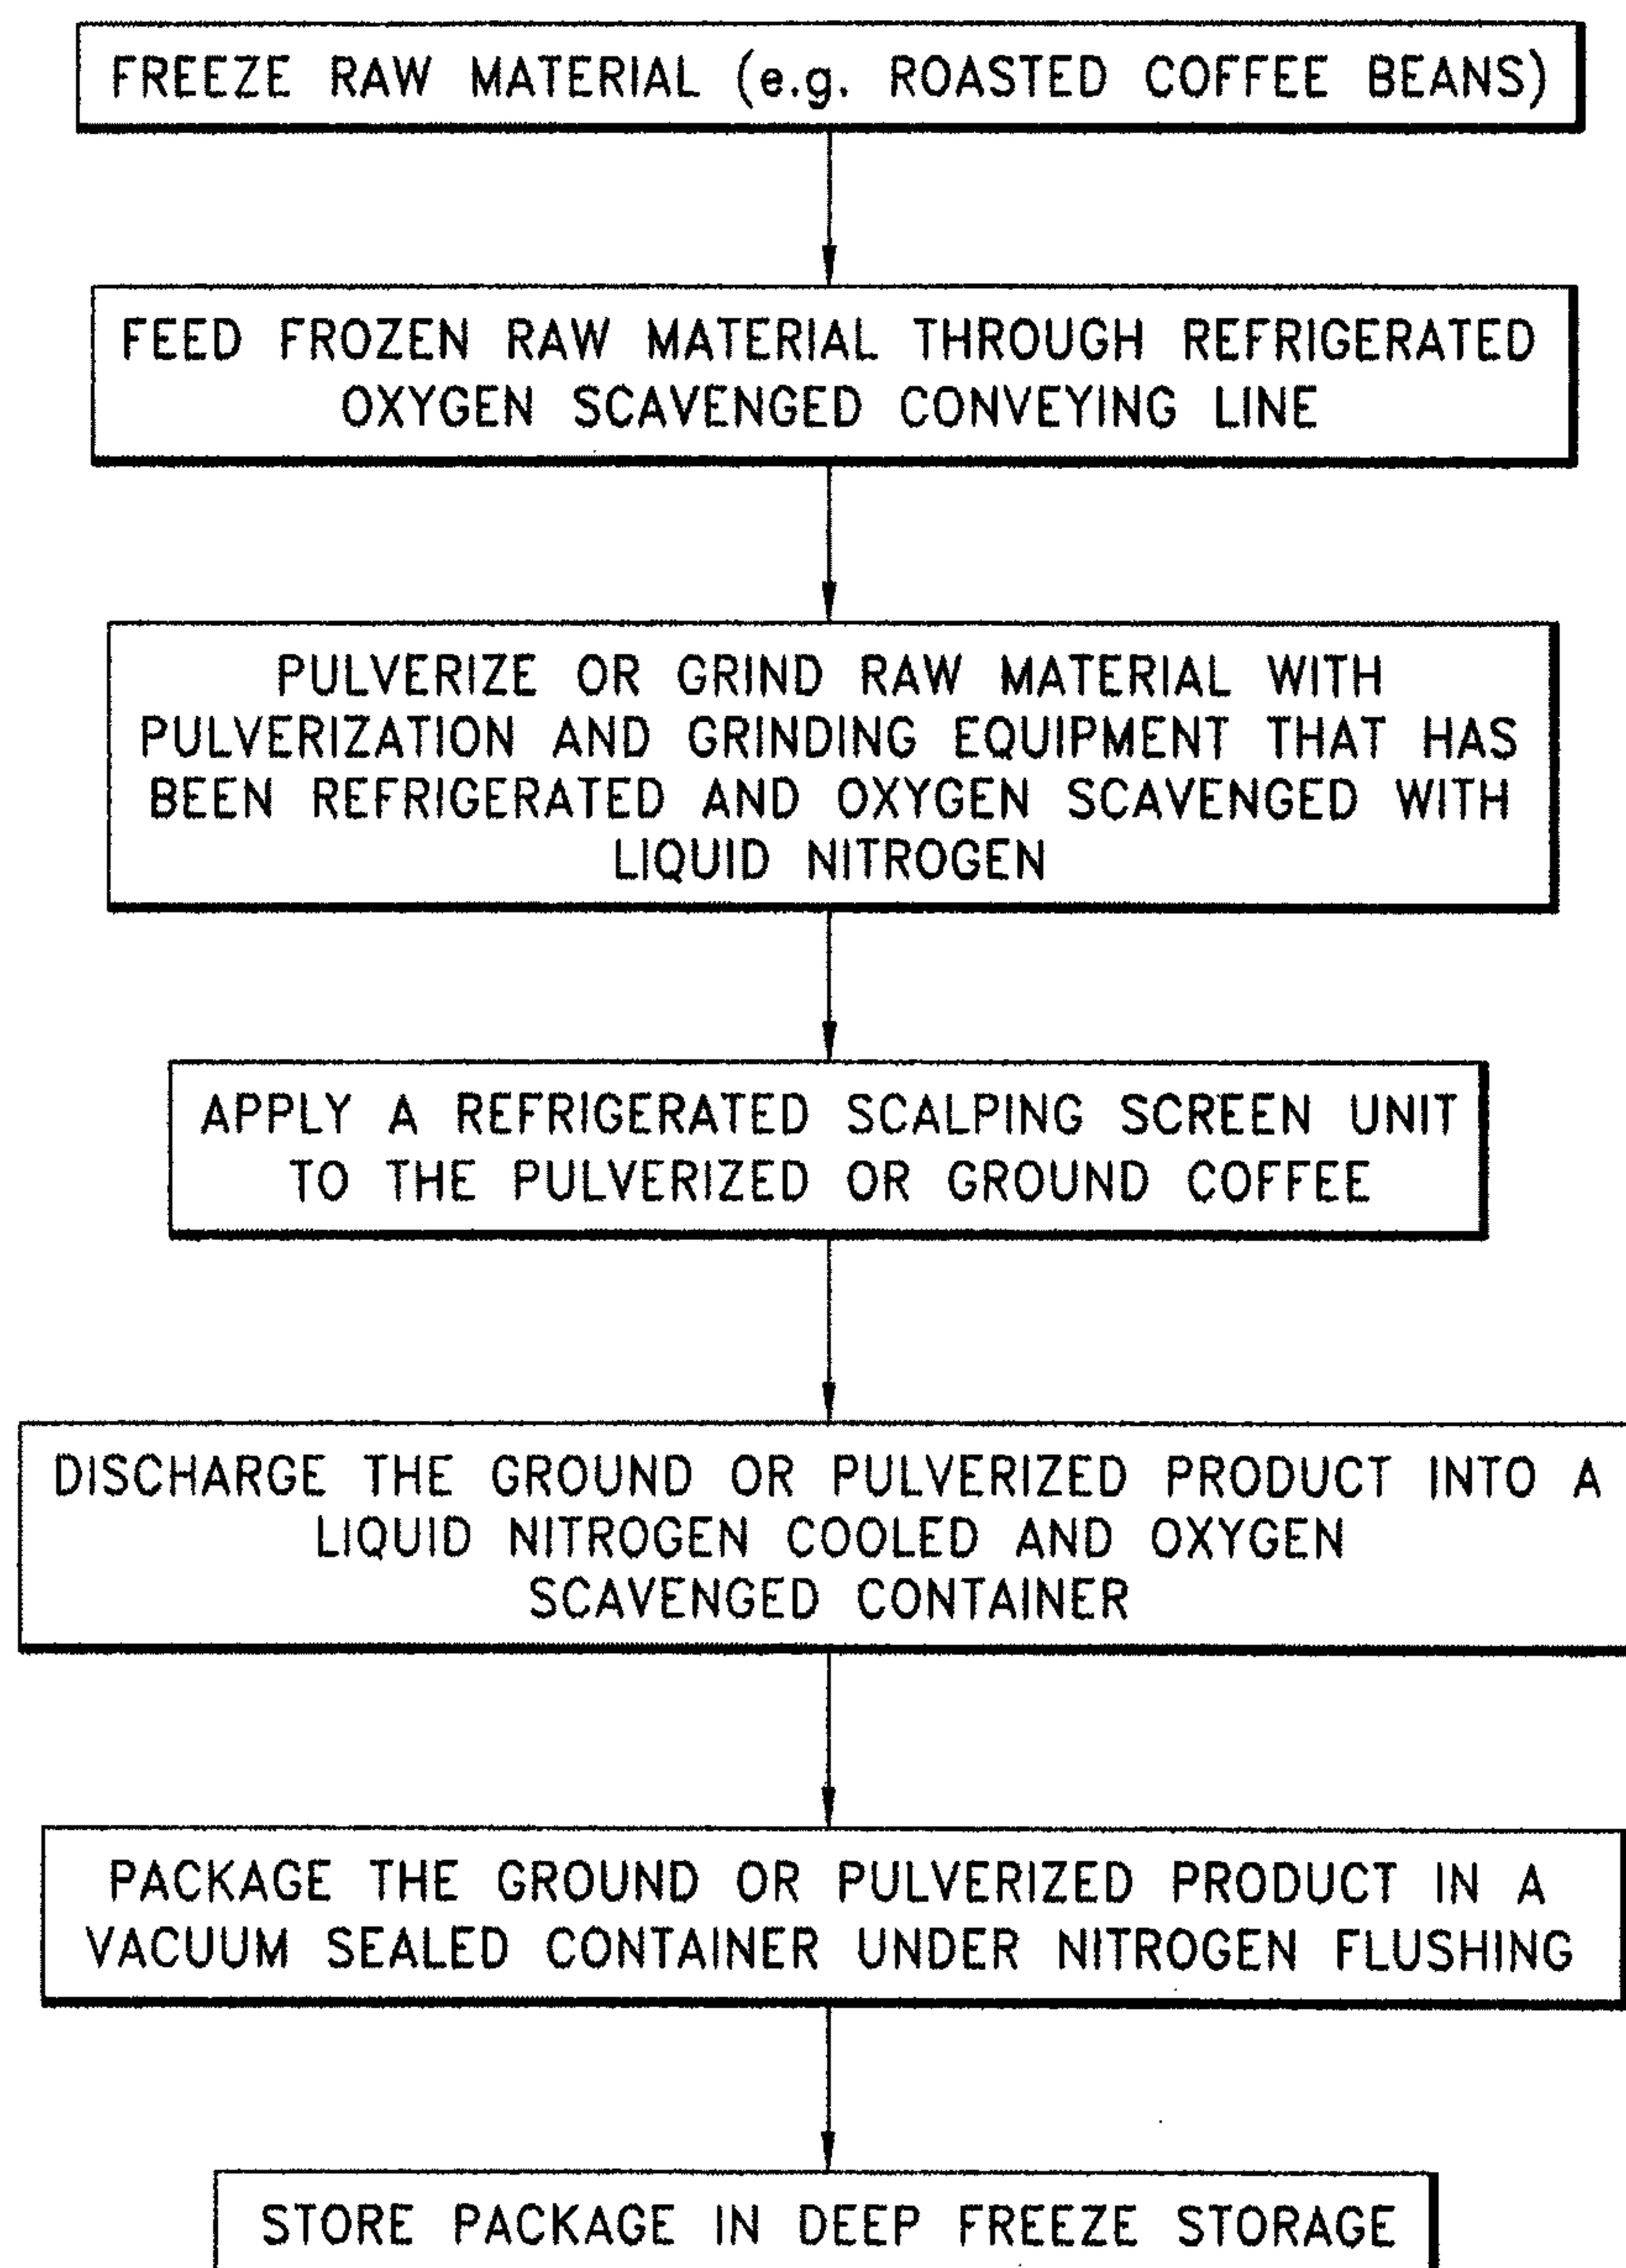 FREEZE RAW MATERIAL (e.g. ROASTED COFFEE BEANS)
FEED FROZEN RAW MATERIAL THROUGH REFRIGERATED
OXYGEN SCAVENGED CONVEYING LINE
PULVERIZE OR GRIND RAW MATERIAL WITH
PULVERIZATION AND GRINDING EQUIPMENT THAT HAS
BEEN REFRIGERATED AND OXYGEN SCAVENGED WITH
LIQUID NITROGEN
APPLY A REFRIGERATED SCALPING SCREEN UNIT
TO THE PULVERIZED OR GROUND COFFEE
DISCHARGE THE GROUND OR PULVERIZED PRODUCT INTO A
LIQUID NITROGEN COOLED AND OXYGEN
SCAVENGED CONTAINER
PACKAGE THE GROUND OR PULVERIZED PRODUCT IN A
VACUUM SEALED CONTAINER UNDER NITROGEN FLUSHING
STORE PACKAGE IN DEEP FREEZE STORAGE